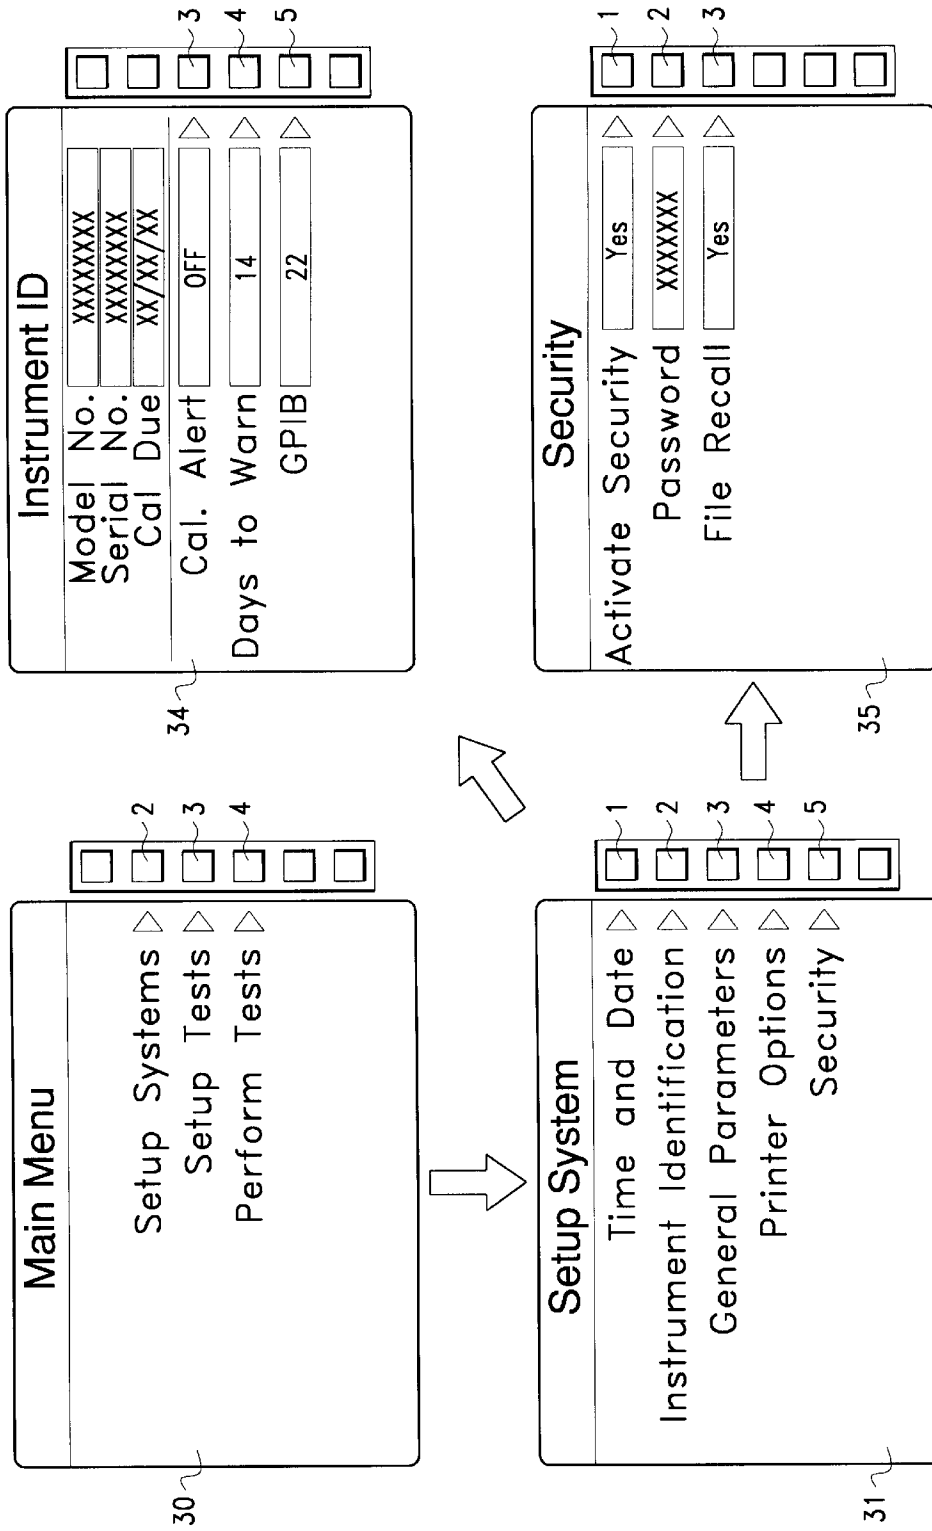 Main Menu
Setup Systems
Setup Tests
Perform Tests
2
3
4
30
Setup System
Time and Date
Instrument Identification
General Parameters
Printer Options
Security
1
2
3
4
5
31
Instrument ID
Model No. XXXXXXX
Serial No. XXXXXXX
Cal Due XX/XX/XX
Cal. Alert OFF
Days to Warn 14
GPIB 22
3
4
5
34
Security
Activate Security Yes
Password XXXXXXX
File Recall Yes
1
2
3
35